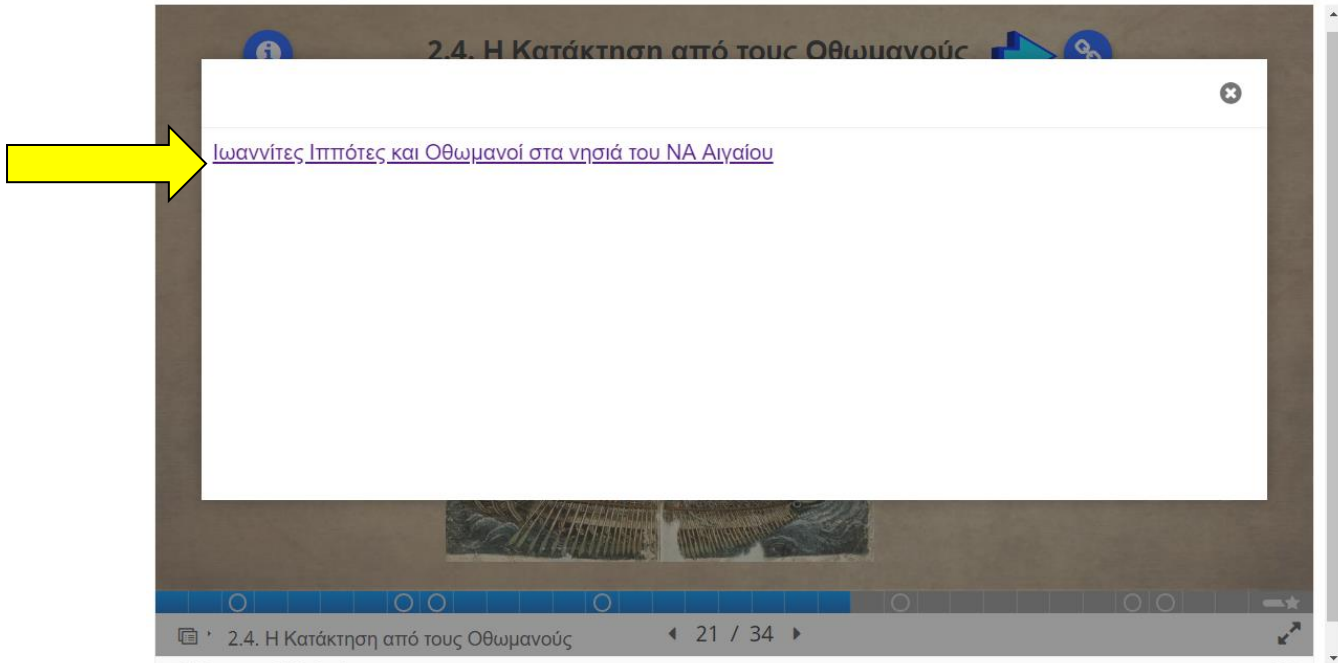 2.4. Η Κατάκτηση από τους Οθωμανούς
Ιωαννίτες Ιππότες και Οθωμανοί στα νησιά του ΝΑ Αιγαίου
2.4. Η Κατάκτηση από τους Οθωμανούς
21 / 34